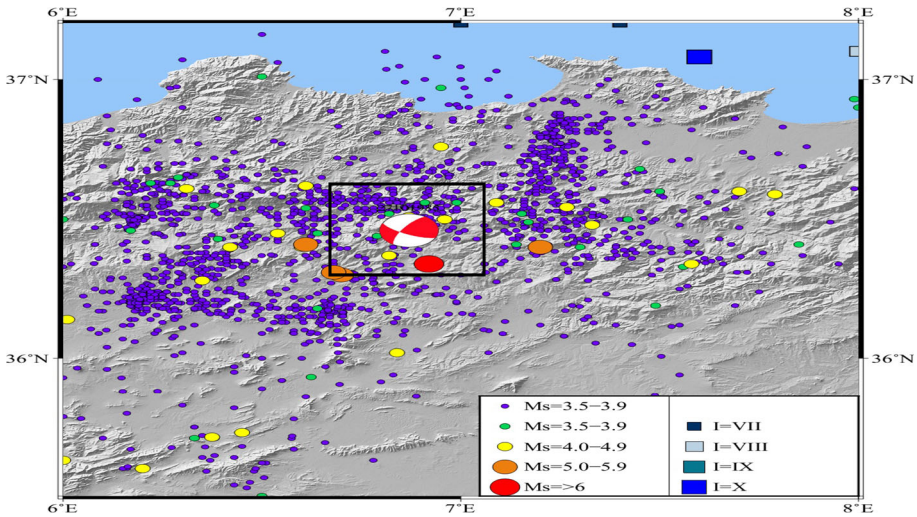 6°E 7°E 8°E
37°N 37°N
36°N 36°N
Ms=3.5−3.9
Ms=3.5−3.9 I=VII
Ms=4.0−4.9 I=VIII
Ms=5.0−5.9 I=IX
Ms=>6 I=X
6°E 7°E 8°E